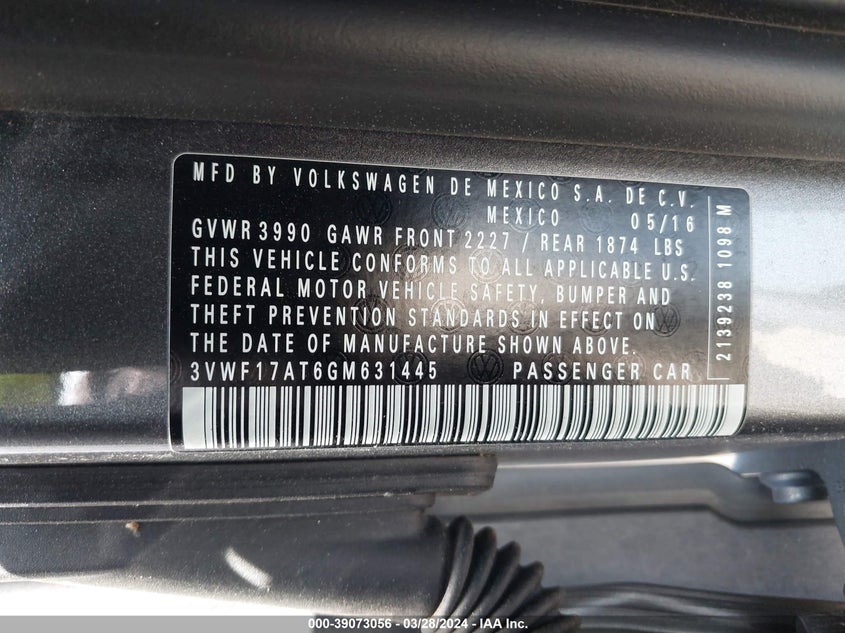 MFD BY VOLKSWAGEN DE MEXICO S.A. DE C.V.
MEXICO 05/16
GVWR 3990 GAWR FRONT 2227 / REAR 1874 LBS
THIS VEHICLE CONFORMS TO ALL APPLICABLE U.S.
FEDERAL MOTOR VEHICLE SAFETY, BUMPER AND
THEFT PREVENTION STANDARDS IN EFFECT ON
THE DATE OF MANUFACTURE SHOWN ABOVE.
3VWF17AT6GM631445 PASSENGER CAR
2139238 1098 M
000-39073056 - 03/28/2024 - IAA, Inc.